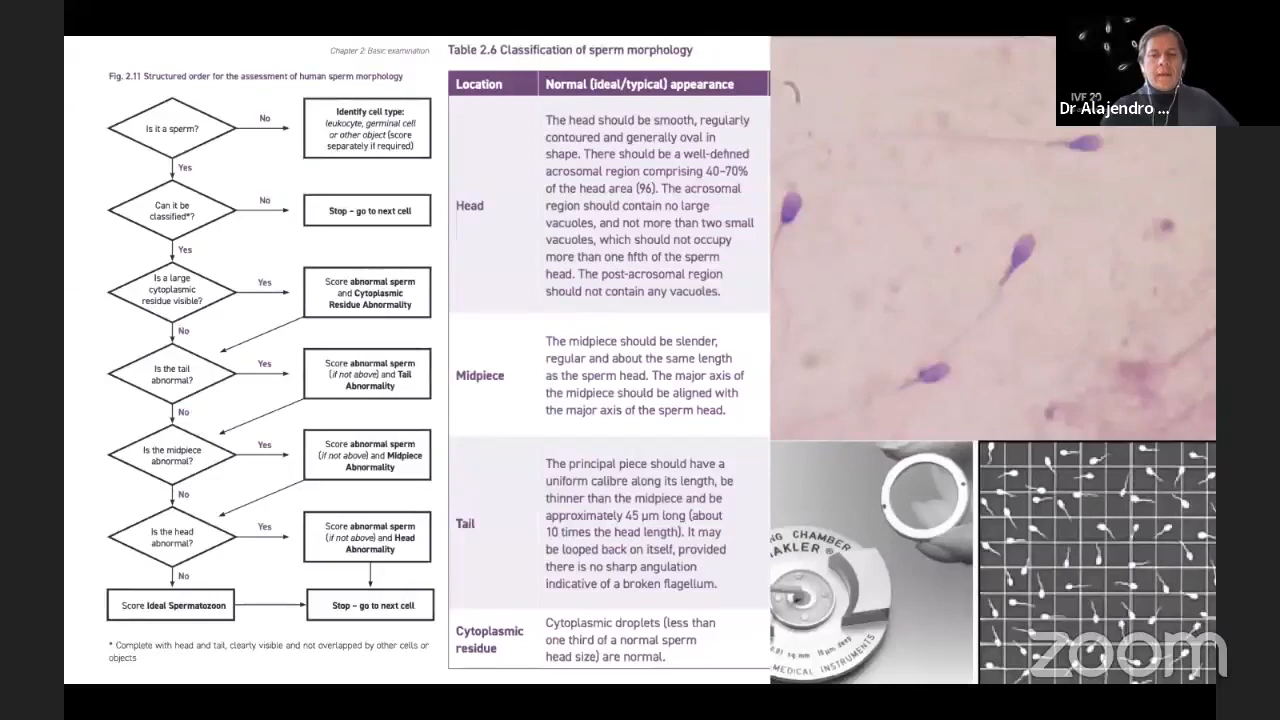 Chapter 2: Basic examination
Fig. 2.11 Structured order for the assessment of human sperm morphology
Is it a sperm?
No
Identify cell type:
leukocyte, germinal cell
or other object (score
separately if required)
Yes
Can it be
classified*?
No
Stop – go to next cell
Yes
Is a large
cytoplasmic
residue visible?
Yes
Score abnormal sperm
and Cytoplasmic
Residue Abnormality
No
Is the tail
abnormal?
Yes
Score abnormal sperm
(if not above) and Tail
Abnormality
No
Is the midpiece
abnormal?
Yes
Score abnormal sperm
(if not above) and Midpiece
Abnormality
No
Is the head
abnormal?
Yes
Score abnormal sperm
(if not above) and Head
Abnormality
No
Score Ideal Spermatozoon
Stop – go to next cell
* Complete with head and tail, clearly visible and not overlapped by other cells or
objects
Table 2.6 Classification of sperm morphology
Location
Normal (ideal/typical) appearance
Head
The head should be smooth, regularly
contoured and generally oval in
shape. There should be a well-defined
acrosomal region comprising 40–70%
of the head area (96). The acrosomal
region should contain no large
vacuoles, and not more than two small
vacuoles, which should not occupy
more than one fifth of the sperm
head. The post-acrosomal region
should not contain any vacuoles.
Midpiece
The midpiece should be slender,
regular and about the same length
as the sperm head. The major axis of
the midpiece should be aligned with
the major axis of the sperm head.
Tail
The principal piece should have a
uniform calibre along its length, be
thinner than the midpiece and be
approximately 45 μm long (about
10 times the head length). It may
be looped back on itself, provided
there is no sharp angulation
indicative of a broken flagellum.
Cytoplasmic
residue
Cytoplasmic droplets (less than
one third of a normal sperm
head size) are normal.
IVF 20
Dr Alajendro ...
NG CHAMBER
MAKLER ®
0.01 sq mm 10μ deep
MEDICAL INSTRUMENTS
zoom